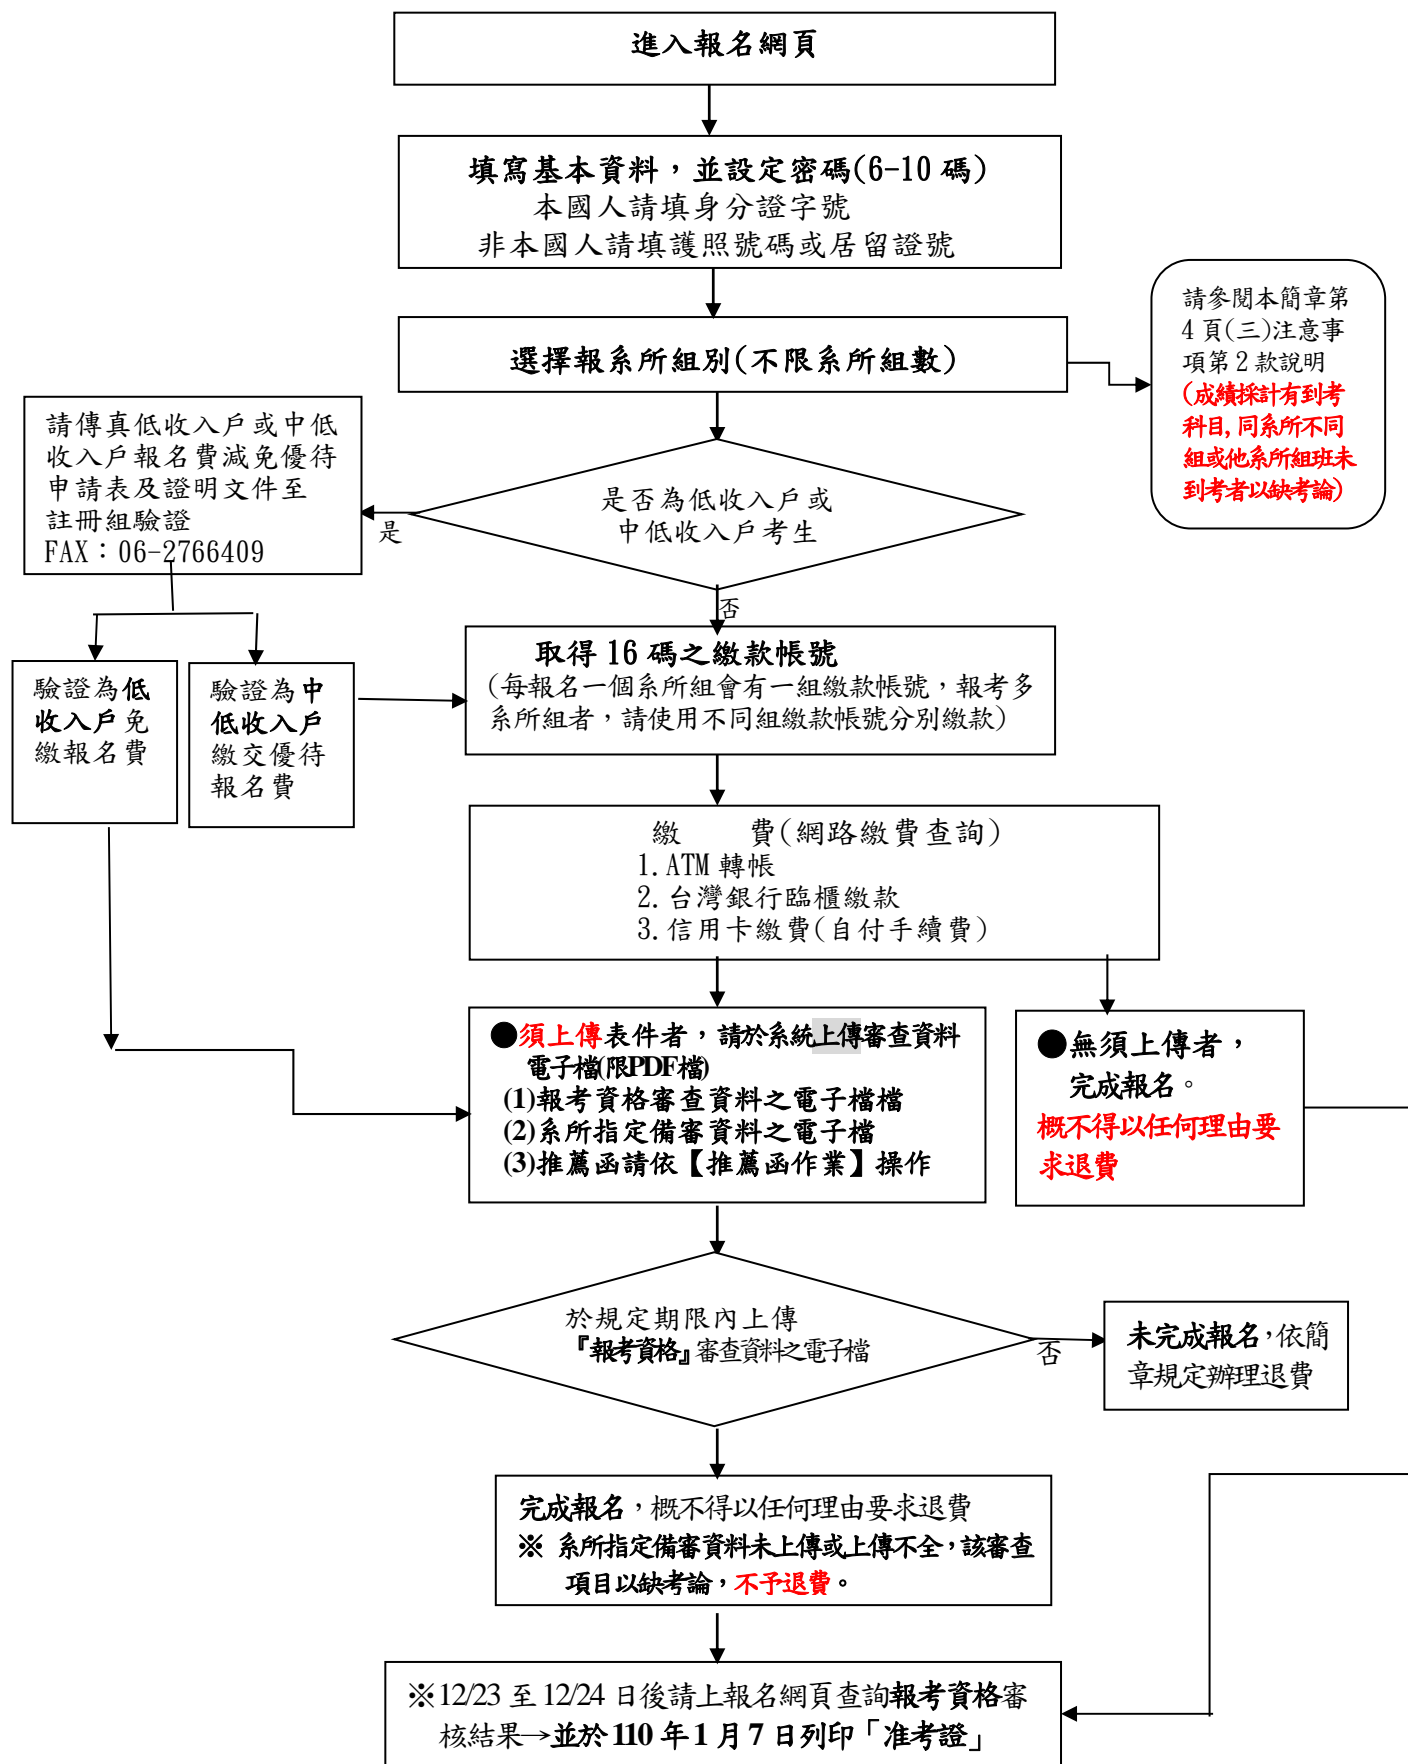 進入報名網頁
填寫基本資料，並設定密碼(6-10 碼)
本國人請填身分證字號
非本國人請填護照號碼或居留證號
選擇報系所組別(不限系所組數)
請參閱本簡章第
4 頁(三)注意事
項第 2 款說明
(成績採計有到考
科目,同系所不同
組或他系所組班未
到考者以缺考論)
請傳真低收入戶或中低
收入戶報名費減免優待
申請表及證明文件至
註冊組驗證
FAX：06-2766409
是否為低收入戶或
中低收入戶考生
是
否
取得 16 碼之繳款帳號
(每報名一個系所組會有一組繳款帳號，報考多
系所組者，請使用不同組繳款帳號分別繳款)
驗證為低
收入戶免
繳報名費
驗證為中
低收入戶
繳交優待
報名費
繳　　費(網路繳費查詢)
1.ATM 轉帳
2.台灣銀行臨櫃繳款
3.信用卡繳費(自付手續費)
●須上傳表件者，請於系統上傳審查資料
電子檔(限PDF檔)
(1)報考資格審查資料之電子檔檔
(2)系所指定備審資料之電子檔
(3)推薦函請依【推薦函作業】操作
●無須上傳者，
完成報名。
概不得以任何理由要
求退費
於規定期限內上傳
『報考資格』審查資料之電子檔
否
未完成報名，依簡
章規定辦理退費
完成報名，概不得以任何理由要求退費
※ 系所指定備審資料未上傳或上傳不全，該審查
項目以缺考論，不予退費。
※12/23 至 12/24 日後請上報名網頁查詢報考資格審
核結果→並於 110 年 1 月 7 日列印「准考證」